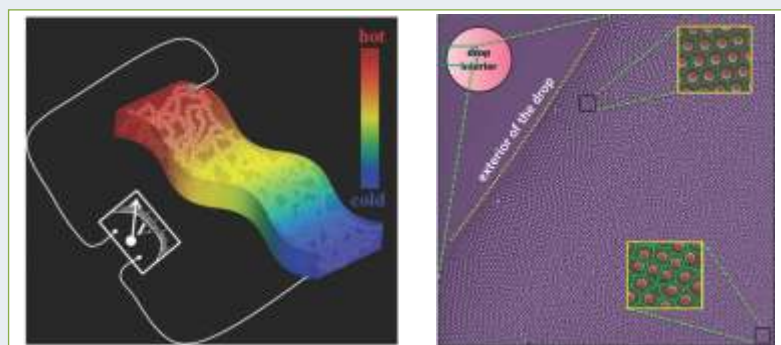 hot
cold
V
drop
interior
exterior of the drop